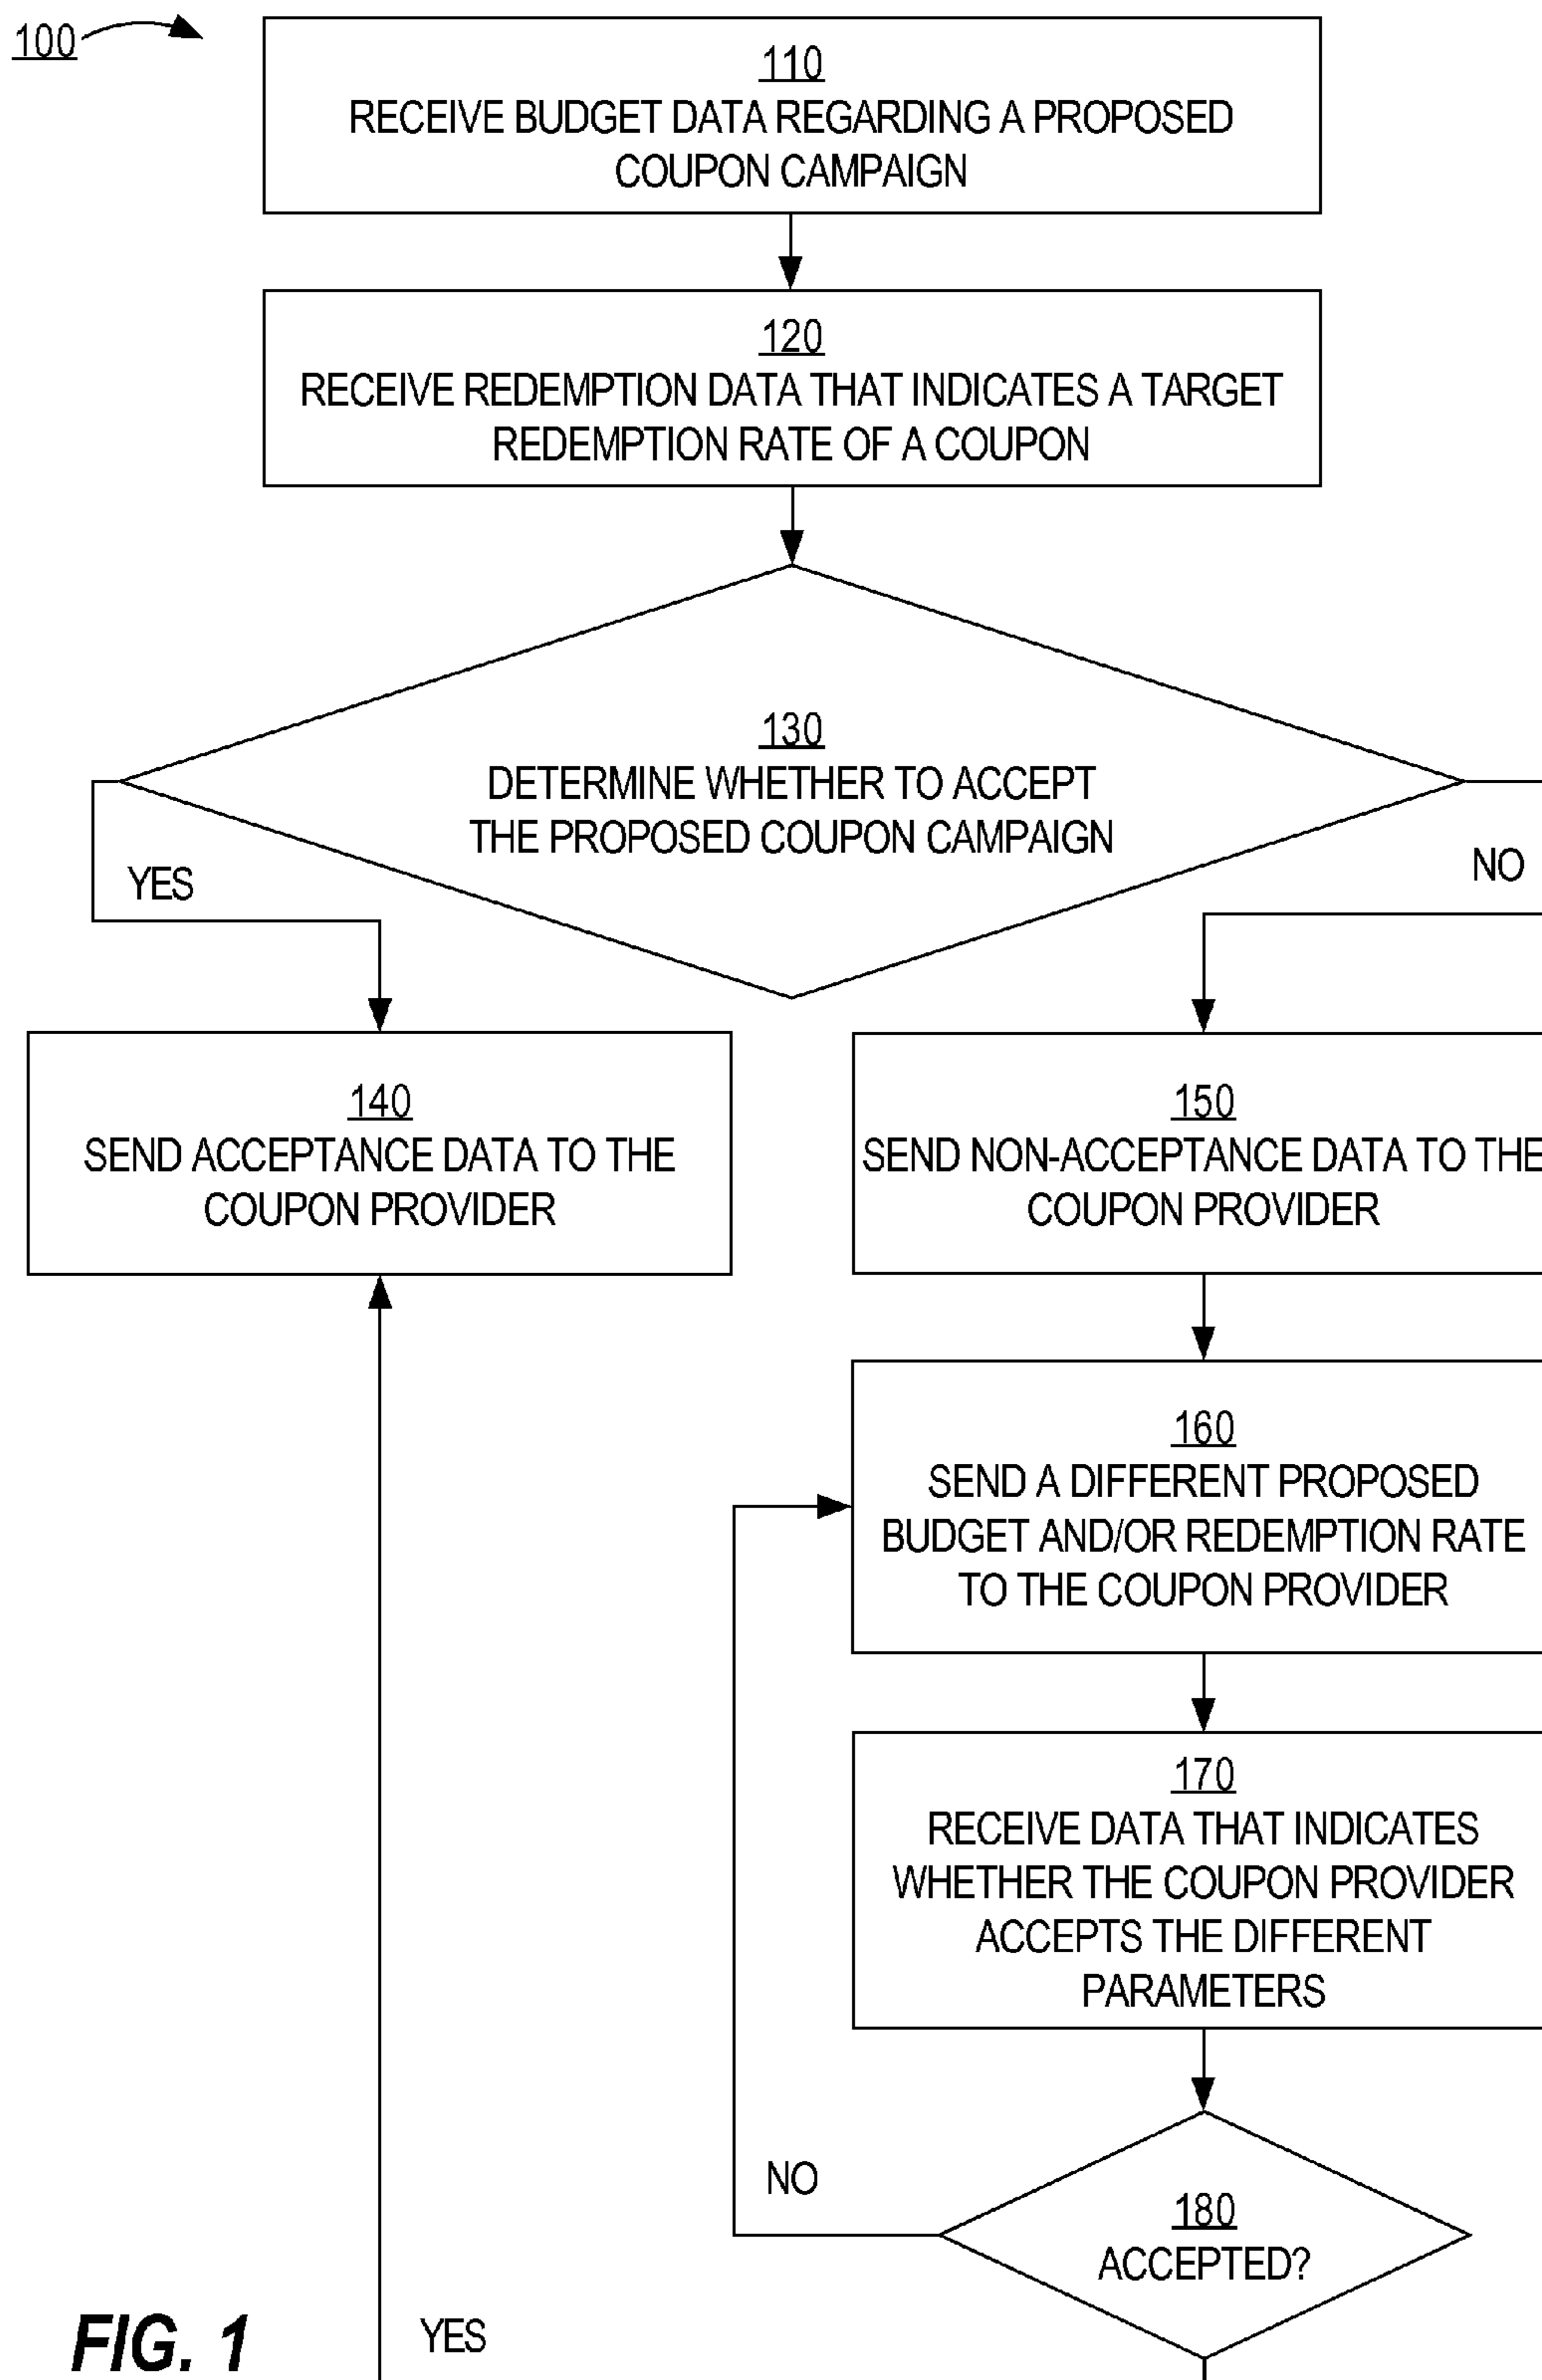 100
110
RECEIVE BUDGET DATA REGARDING A PROPOSED
COUPON CAMPAIGN
120
RECEIVE REDEMPTION DATA THAT INDICATES A TARGET
REDEMPTION RATE OF A COUPON
130
DETERMINE WHETHER TO ACCEPT
THE PROPOSED COUPON CAMPAIGN
YES
NO
140
SEND ACCEPTANCE DATA TO THE
COUPON PROVIDER
150
SEND NON-ACCEPTANCE DATA TO THE
COUPON PROVIDER
160
SEND A DIFFERENT PROPOSED
BUDGET AND/OR REDEMPTION RATE
TO THE COUPON PROVIDER
170
RECEIVE DATA THAT INDICATES
WHETHER THE COUPON PROVIDER
ACCEPTS THE DIFFERENT
PARAMETERS
NO
180
ACCEPTED?
YES
FIG. 1